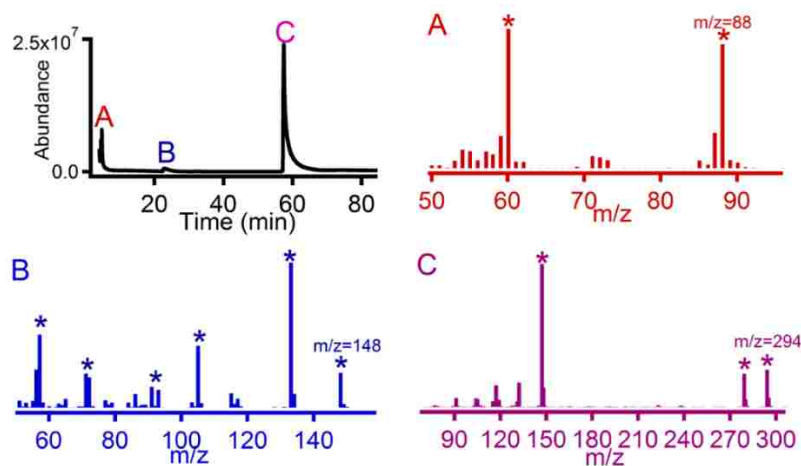 2.5x10⁷
0.0
Abundance
A
B
C
20 40 60 80
Time (min)
A
*
m/z=88
*
50 60 70 80 90
m/z
B
*
*
*
*
*
m/z=148
*
60 80 100 120 140
m/z
C
*
*
m/z=294
*
90 120 150 180 210 240 270 300
m/z